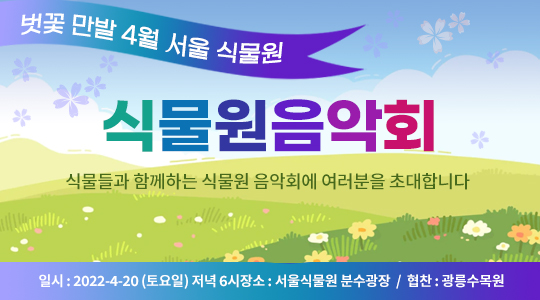 벗꽃 만발 4월 서울 식물원
식물원음악회
식물들과 함께하는 식물원 음악회에 여러분을 초대합니다
일시 : 2022-4-20 (토요일) 저녁 6시장소 : 서울식물원 분수광장 / 협찬 : 광릉수목원